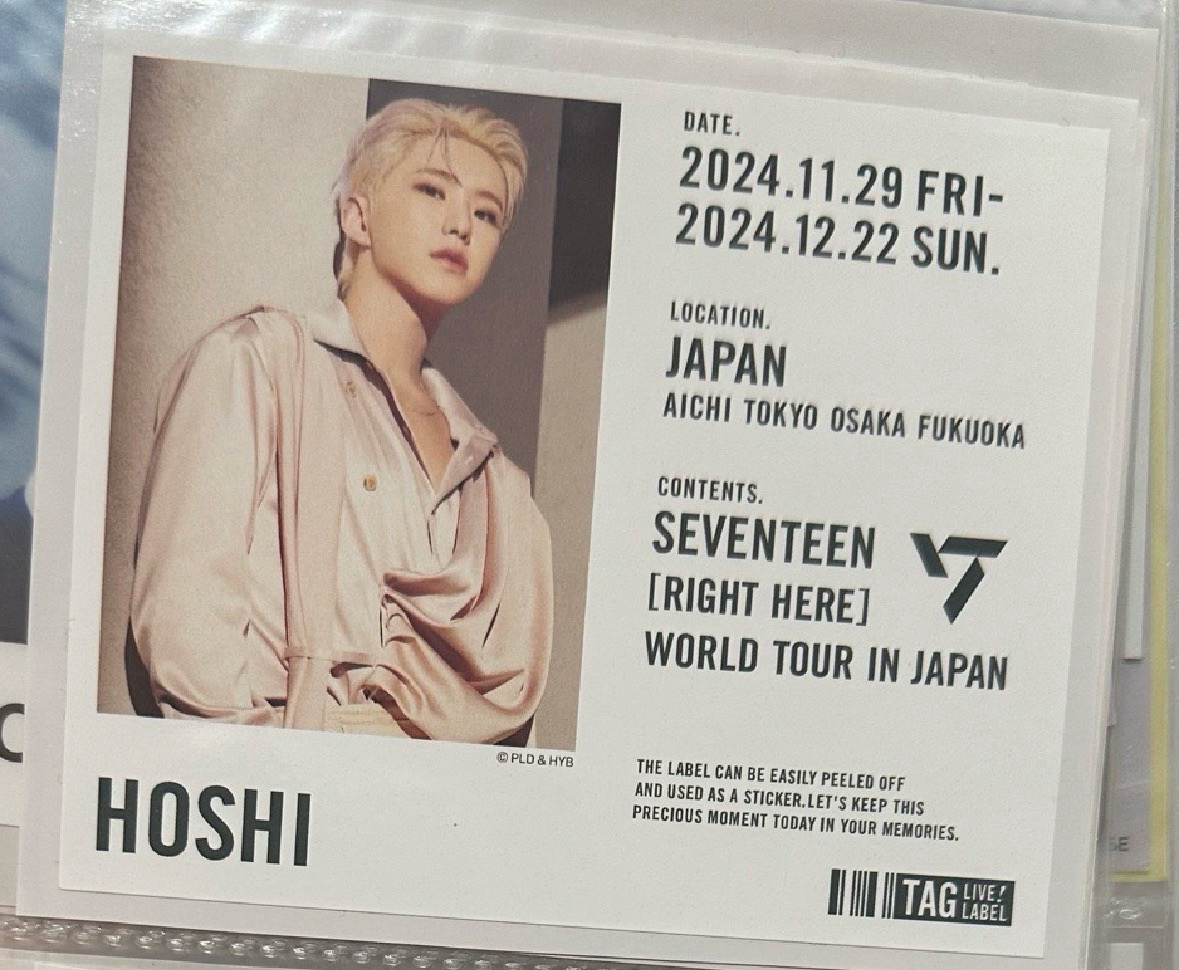 DATE.
2024.11.29 FRI-
2024.12.22 SUN.
LOCATION.
JAPAN
AICHI TOKYO OSAKA FUKUOKA
CONTENTS.
SEVENTEEN
[RIGHT HERE]
WORLD TOUR IN JAPAN
© PLD & HYB
HOSHI
THE LABEL CAN BE EASILY PEELED OFF
AND USED AS A STICKER.LET'S KEEP THIS
PRECIOUS MOMENT TODAY IN YOUR MEMORIES.
TAG LIVE!
LABEL